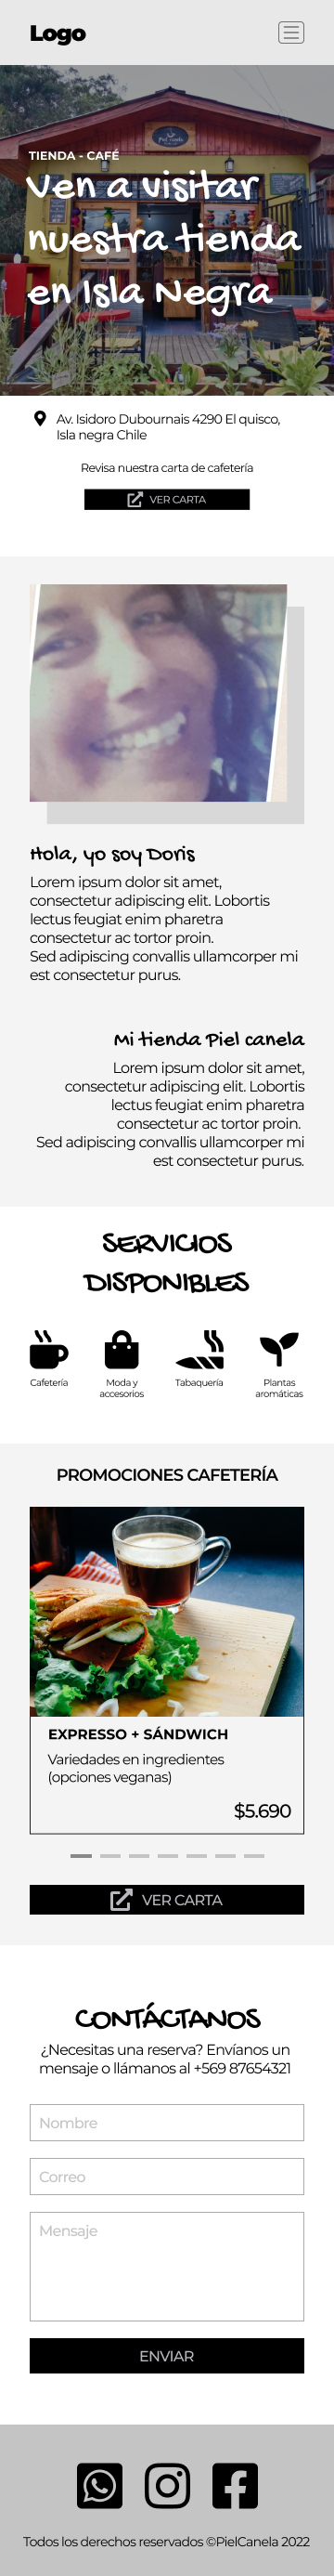 Logo
TIENDA - CAFÉ
Ven a visitar
nuestra tienda
en Isla Negra
Av. Isidoro Dubournais 4290 El quisco,
Isla negra Chile
Revisa nuestra carta de cafetería
VER CARTA
Hola, yo soy Doris
Lorem ipsum dolor sit amet,
consectetur adipiscing elit. Lobortis
lectus feugiat enim pharetra
consectetur ac tortor proin.
Sed adipiscing convallis ullamcorper mi
est consectetur purus.
Mi tienda Piel canela
Lorem ipsum dolor sit amet,
consectetur adipiscing elit. Lobortis
lectus feugiat enim pharetra
consectetur ac tortor proin.
Sed adipiscing convallis ullamcorper mi
est consectetur purus.
SERVICIOS
DISPONIBLES
Cafetería
Moda y
accesorios
Tabaquería
Plantas
aromáticas
PROMOCIONES CAFETERÍA
EXPRESSO + SÁNDWICH
Variedades en ingredientes
(opciones veganas)
$5.690
VER CARTA
CONTÁCTANOS
¿Necesitas una reserva? Envíanos un
mensaje o llámanos al +569 87654321
Nombre
Correo
Mensaje
ENVIAR
Todos los derechos reservados ©PielCanela 2022